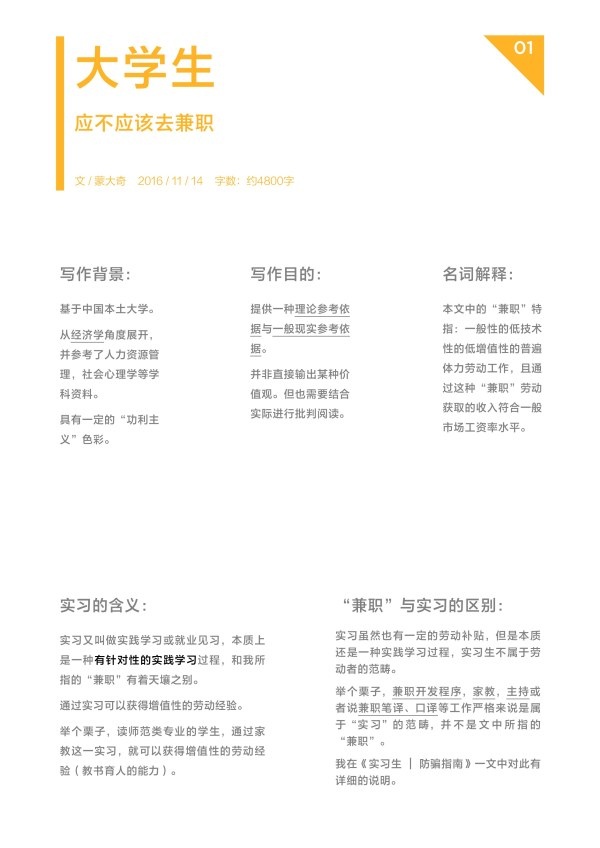 大学生
01
应不应该去兼职
文 / 蒙大奇 2016 / 11 / 14 字数：约4800字
写作背景：
基于中国本土大学。
从经济学角度展开，
并参考了人力资源管
理，社会心理学等学
科资料。
具有一定的“功利主
义”色彩。
写作目的：
提供一种理论参考依
据与一般现实参考依
据。
并非直接输出某种价
值观。但也需要结合
实际进行批判阅读。
名词解释：
本文中的“兼职”特
指：一般性的低技术
性的低增值性的普遍
体力劳动工作，且通
过这种“兼职”劳动
获取的收入符合一般
市场工资率水平。
实习的含义：
实习又叫做实践学习或就业见习，本质上
是一种有针对性的实践学习过程，和我所
指的“兼职”有着天壤之别。
通过实习可以获得增值性的劳动经验。
举个栗子，读师范类专业的学生，通过家
教这一实习，就可以获得增值性的劳动经
验（教书育人的能力）。
“兼职”与实习的区别：
实习虽然也有一定的劳动补贴，但是本质
还是一种实践学习过程，实习生不属于劳
动者的范畴。
举个栗子，兼职开发程序，家教，主持或
者说兼职笔译、口译等工作严格来说是属
于“实习”的范畴，并不是文中所指的
“兼职”。
我在《实习生 | 防骗指南》一文中对此有
详细的说明。